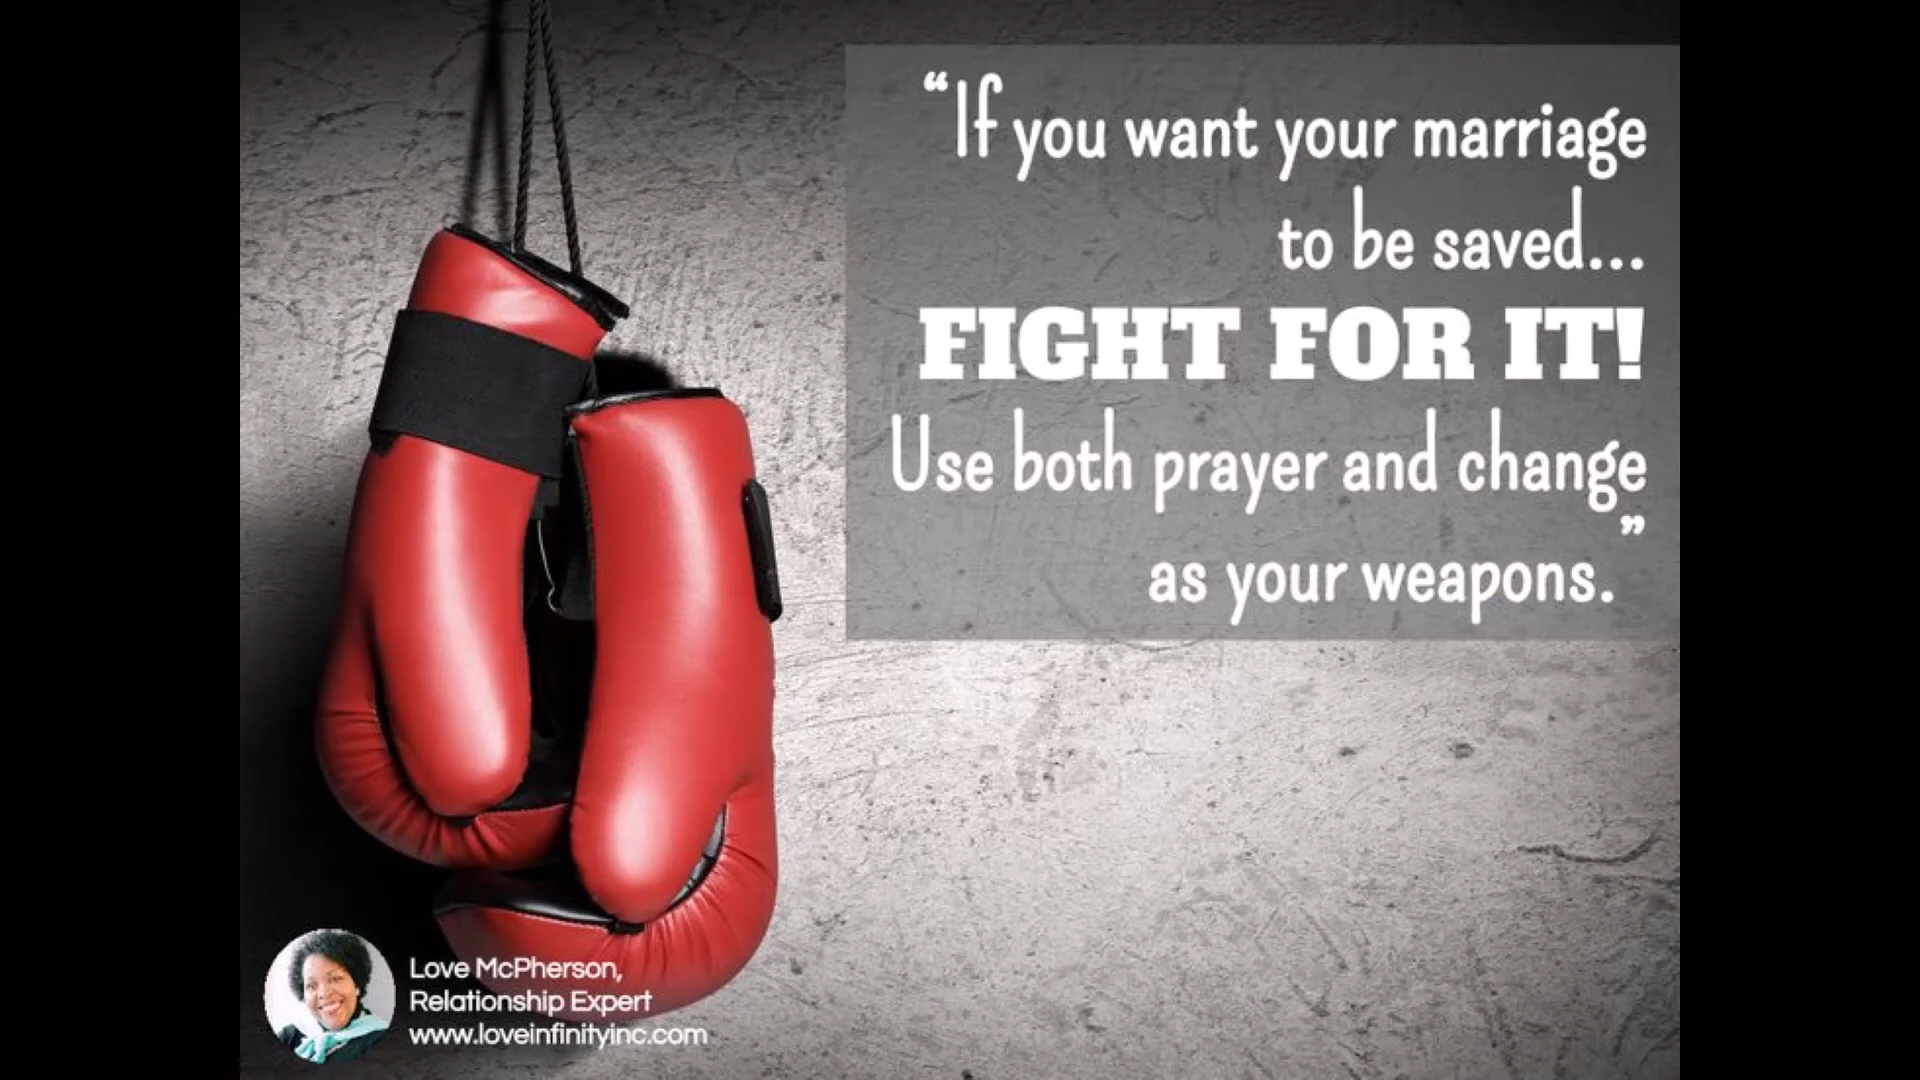 “If you want your marriage
to be saved...
FIGHT FOR IT!
Use both prayer and change
as your weapons.”
Love McPherson,
Relationship Expert
www.loveinfinityinc.com